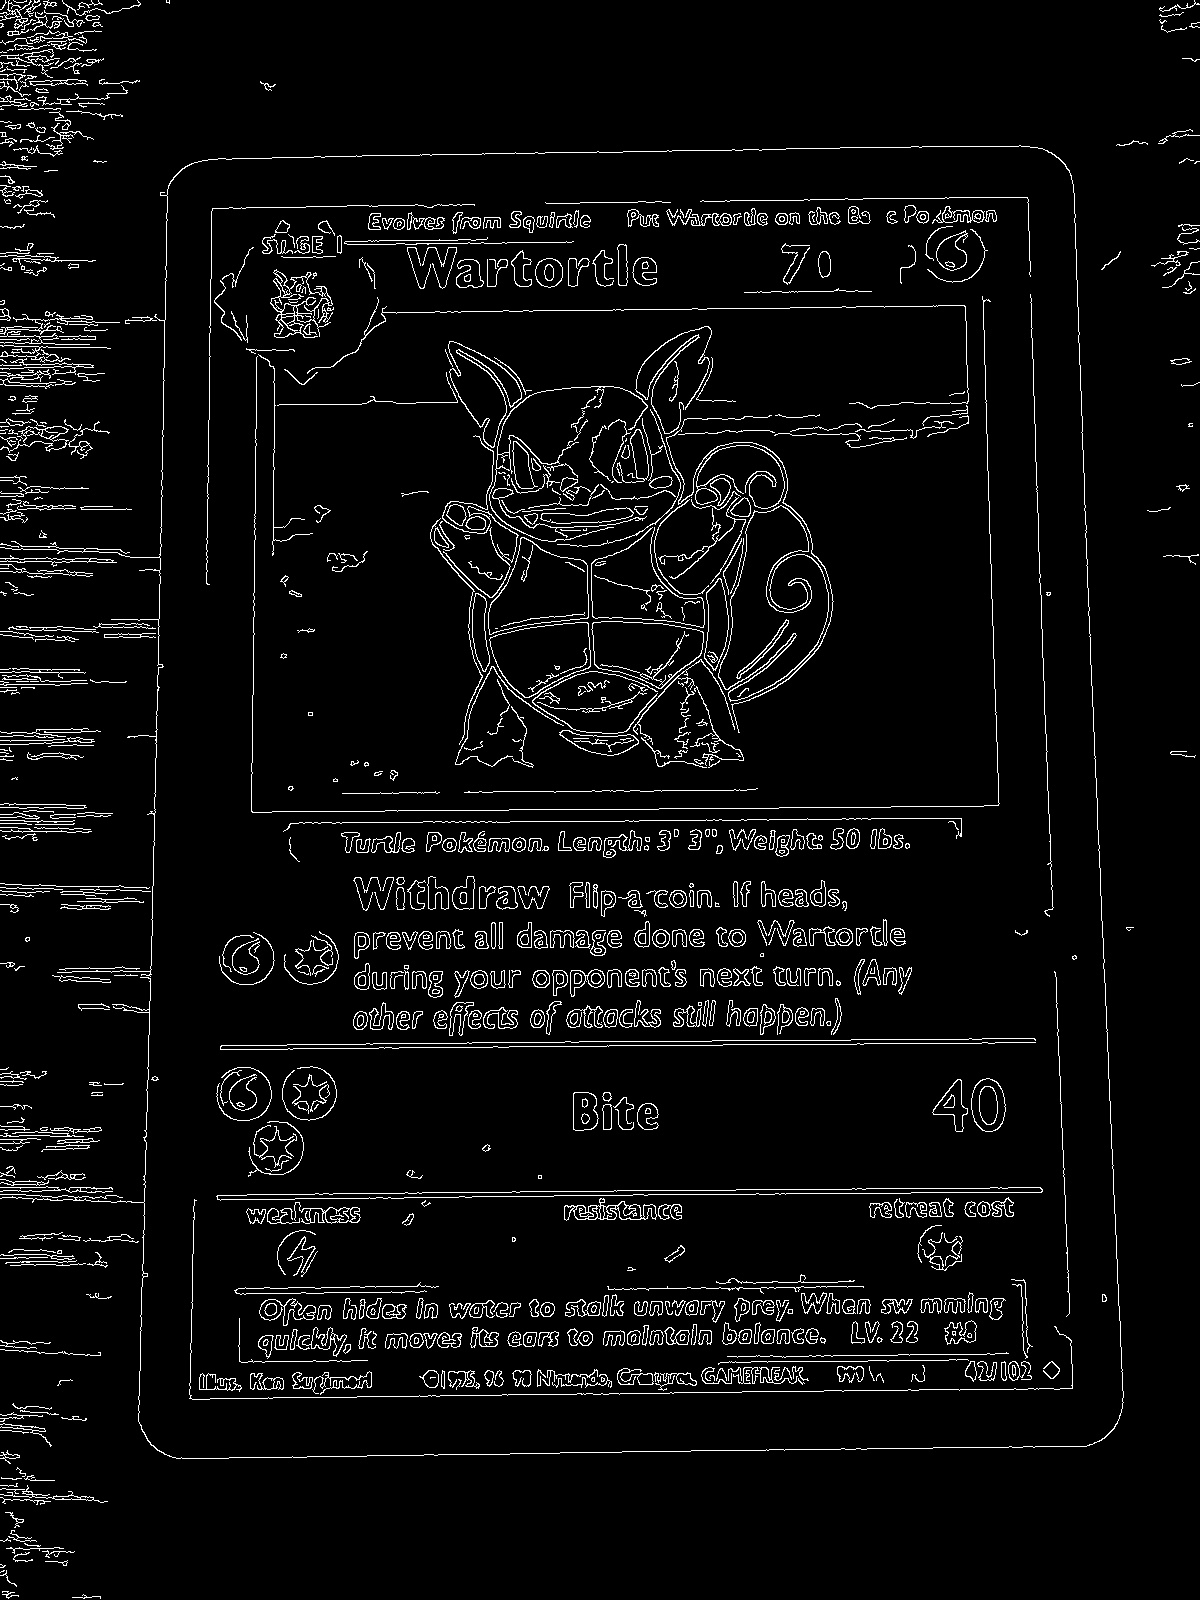 Evolves from Squirtle Put Wartortle on the Ba c Pokémon
STAGE 1
Wartortle 70
Turtle Pokémon. Length: 3' 3", Weight: 50 lbs.
Withdraw Flip a coin. If heads,
prevent all damage done to Wartortle
during your opponent's next turn. (Any
other effects of attacks still happen.)
Bite 40
weakness resistance retreat cost
Often hides in water to stalk unwary prey. When sw mming
quickly, it moves its ears to maintain balance. LV. 22 #8
Illus. Ken Sugimori ©1995, 96 98 Nintendo, Creatures, GAMEFREAK. 42/102